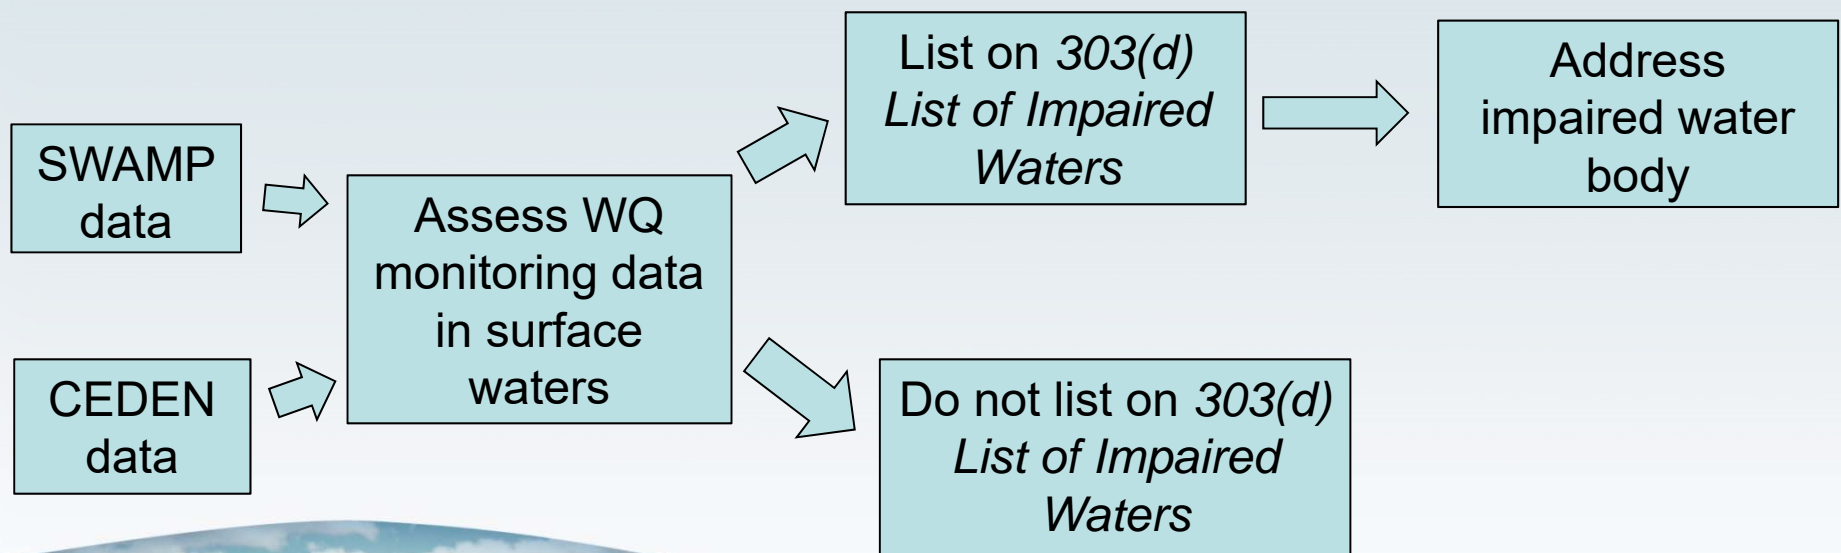 SWAMP
data
CEDEN
data
Assess WQ
monitoring data
in surface
waters
List on 303(d)
List of Impaired
Waters
Do not list on 303(d)
List of Impaired
Waters
Address
impaired water
body